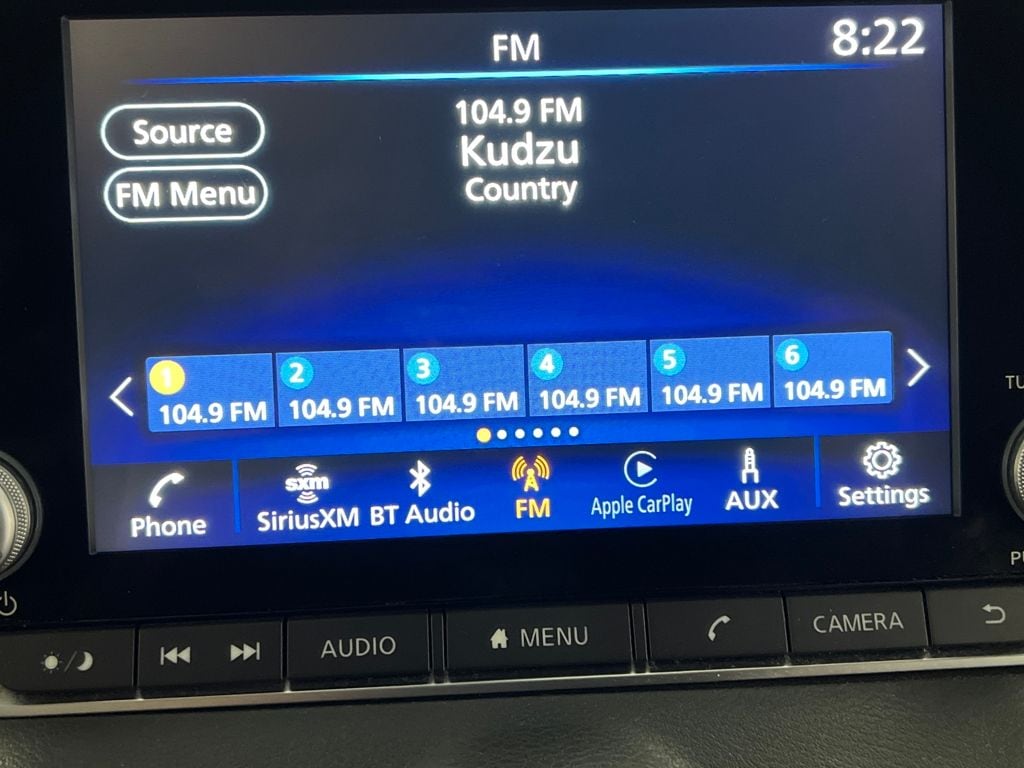 FM
8:22
Source
FM Menu
104.9 FM
Kudzu
Country
1
2
3
4
5
6
104.9 FM
104.9 FM
104.9 FM
104.9 FM
104.9 FM
104.9 FM
Phone
sxm
SiriusXM
BT Audio
FM
Apple CarPlay
AUX
Settings
AUDIO
MENU
CAMERA